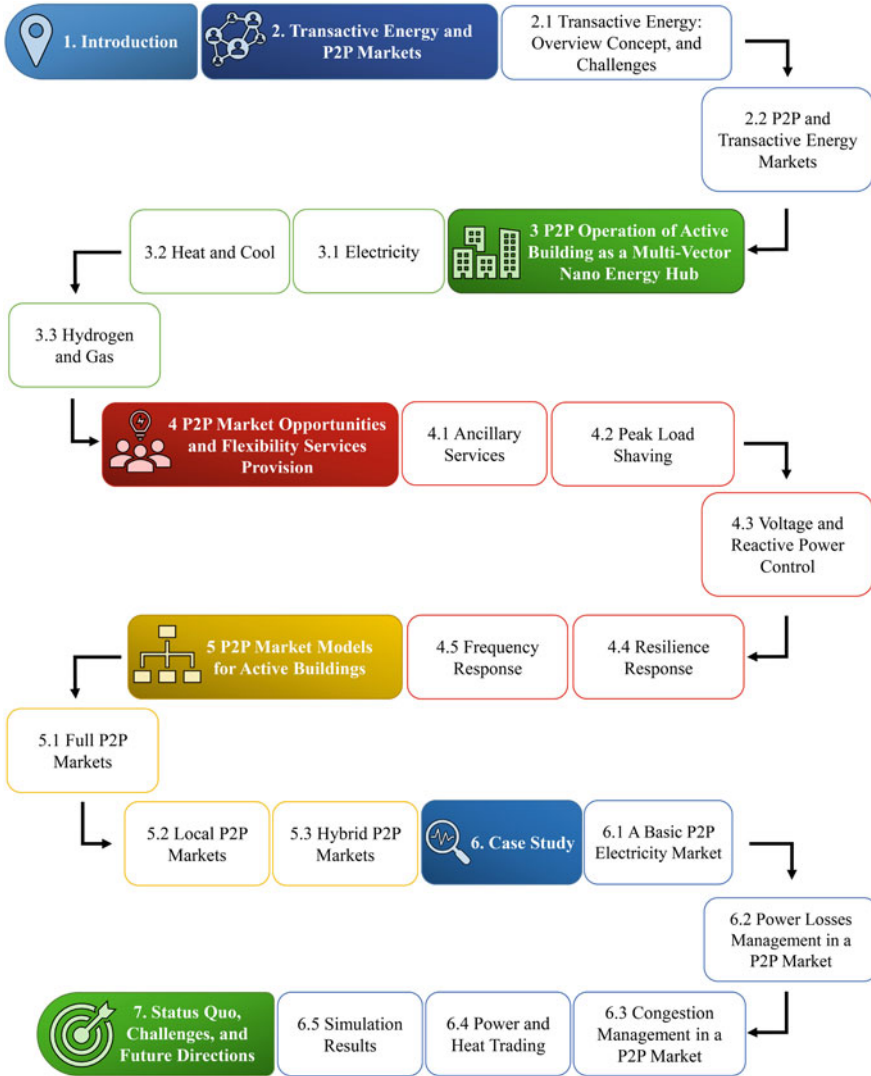 1. Introduction
2. Transactive Energy and
P2P Markets
2.1 Transactive Energy:
Overview Concept, and
Challenges
2.2 P2P and
Transactive Energy
Markets
3 P2P Operation of Active
Building as a Multi-Vector
Nano Energy Hub
3.1 Electricity
3.2 Heat and Cool
3.3 Hydrogen
and Gas
4 P2P Market Opportunities
and Flexibility Services
Provision
4.1 Ancillary
Services
4.2 Peak Load
Shaving
4.3 Voltage and
Reactive Power
Control
4.4 Resilience
Response
4.5 Frequency
Response
5 P2P Market Models
for Active Buildings
5.1 Full P2P
Markets
5.2 Local P2P
Markets
5.3 Hybrid P2P
Markets
6. Case Study
6.1 A Basic P2P
Electricity Market
6.2 Power Losses
Management in a
P2P Market
6.3 Congestion
Management in a
P2P Market
6.4 Power and
Heat Trading
6.5 Simulation
Results
7. Status Quo,
Challenges, and
Future Directions